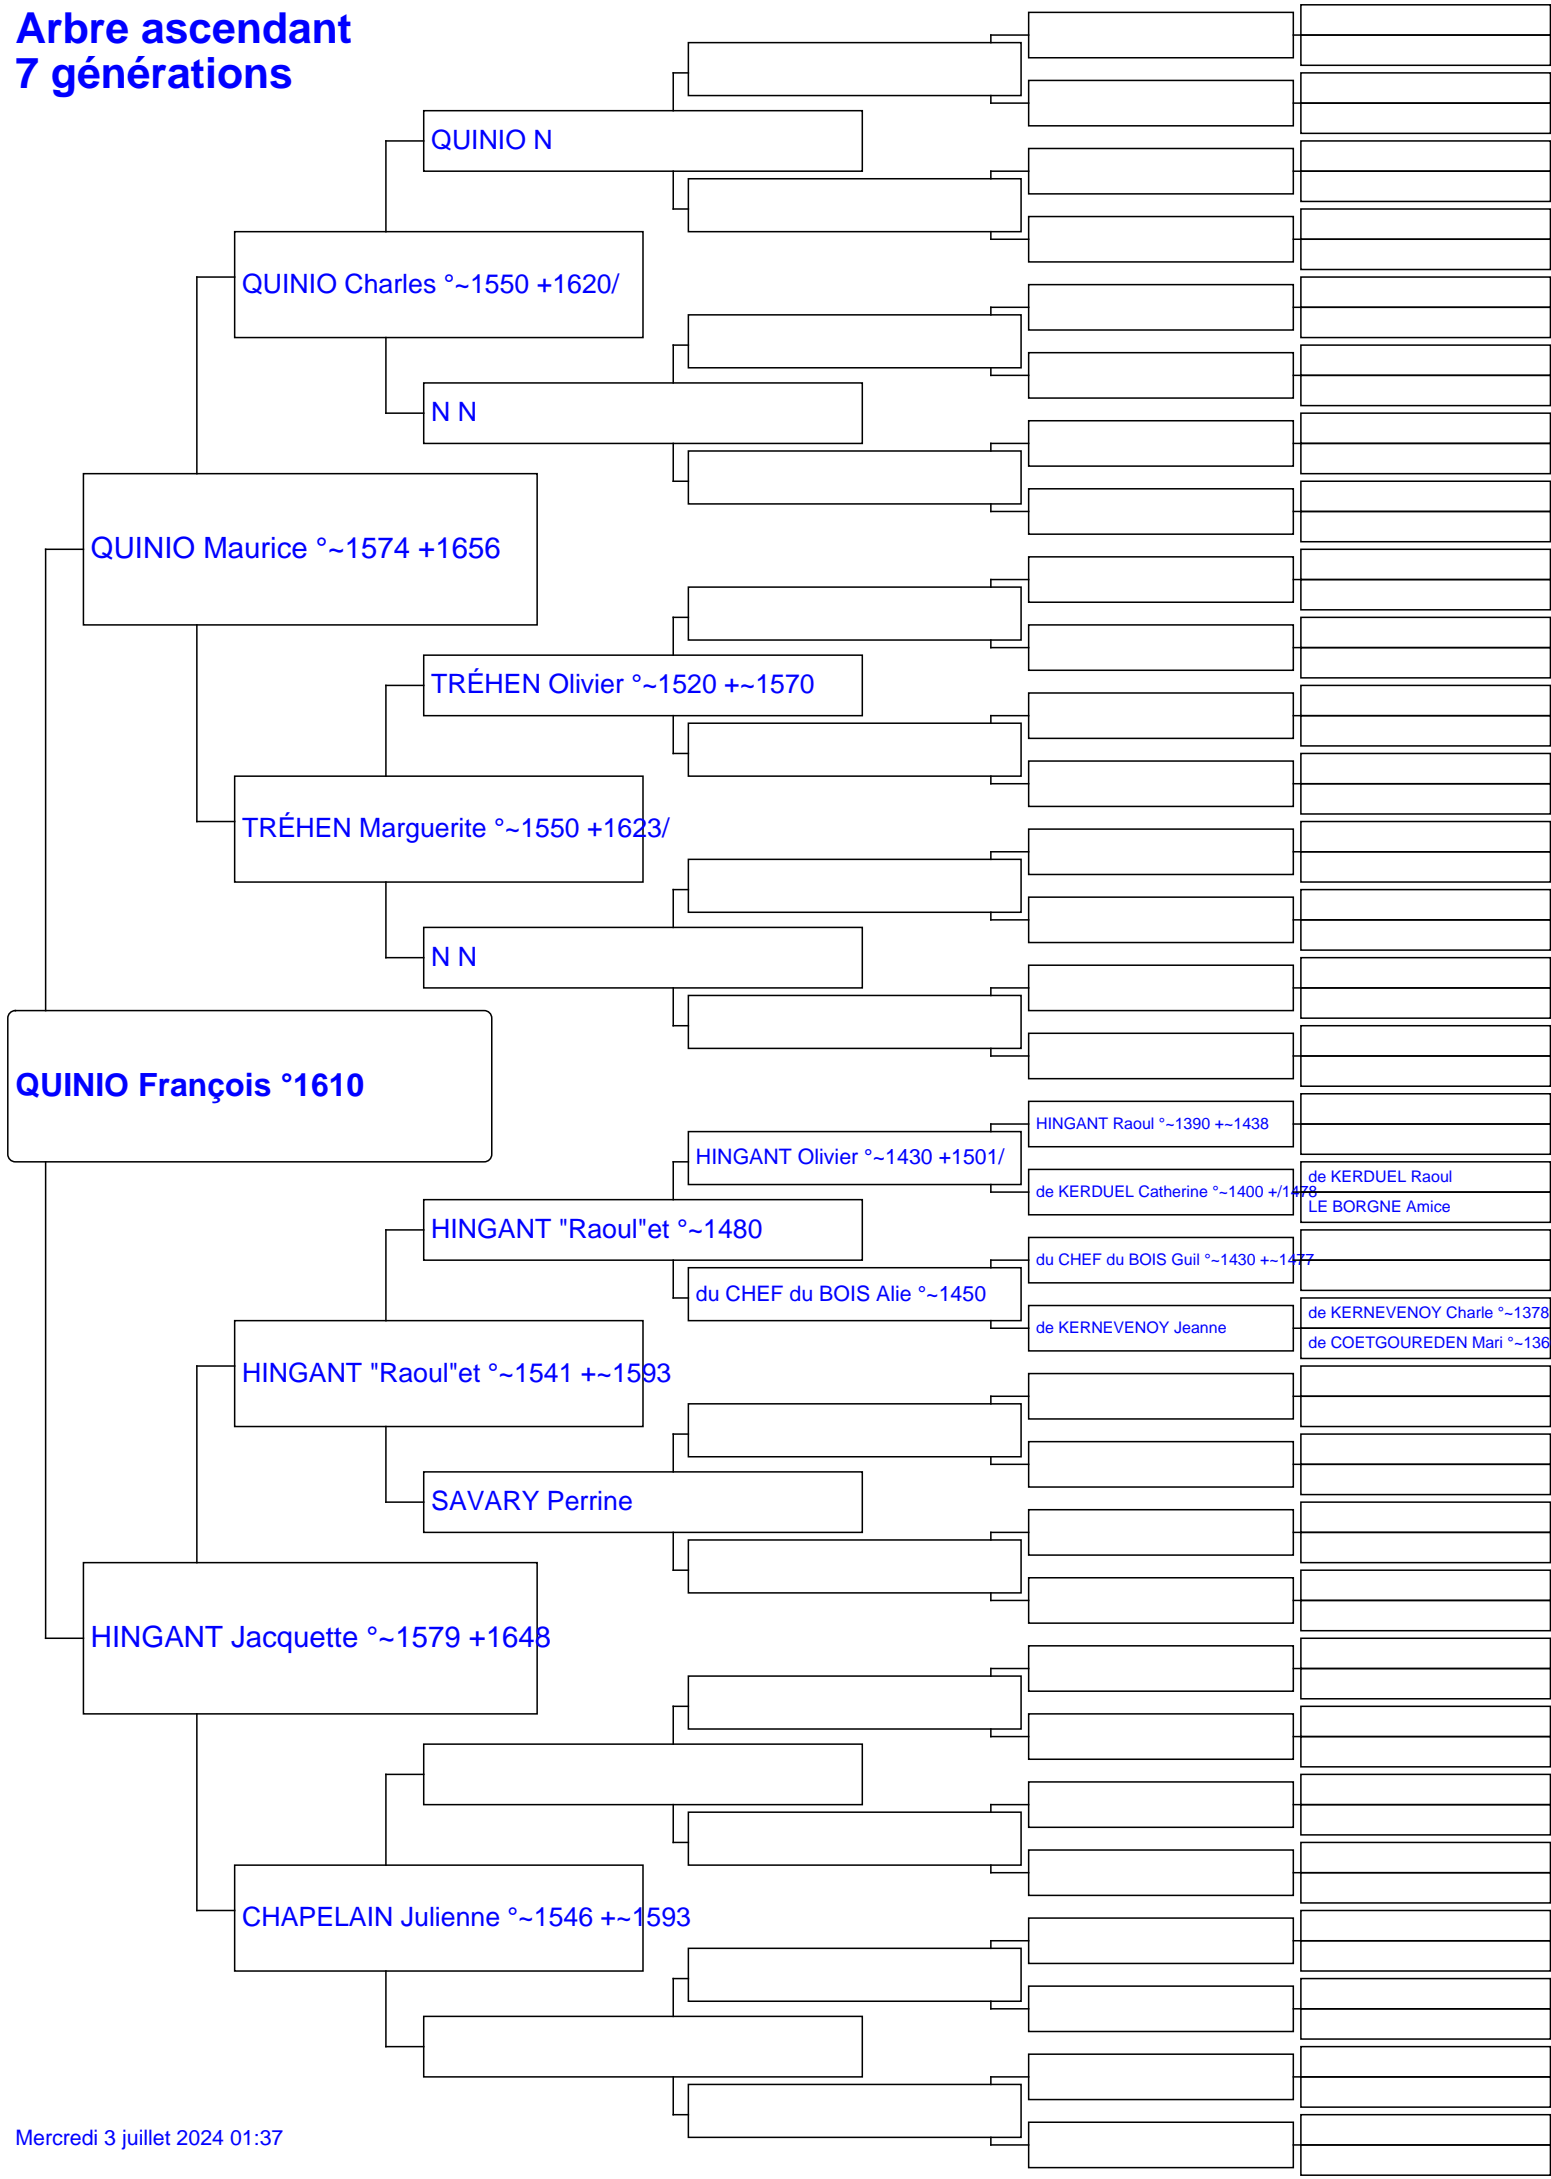 Arbre ascendant
7 générations
QUINIO N
QUINIO Charles °~1550 +1620/
N N
QUINIO Maurice °~1574 +1656
TRÉHEN Olivier °~1520 +~1570
TRÉHEN Marguerite °~1550 +1623/
N N
QUINIO François °1610
HINGANT Raoul °~1390 +~1438
HINGANT Olivier °~1430 +1501/
de KERDUEL Raoul
de KERDUEL Catherine °~1400 +/1478
LE BORGNE Amice
HINGANT "Raoul"et °~1480
du CHEF du BOIS Guil °~1430 +~1477
du CHEF du BOIS Alie °~1450
de KERNEVENOY Charle °~1378
de KERNEVENOY Jeanne
de COETGOUREDEN Mari °~136
HINGANT "Raoul"et °~1541 +~1593
SAVARY Perrine
HINGANT Jacquette °~1579 +1648
CHAPELAIN Julienne °~1546 +~1593
Mercredi 3 juillet 2024 01:37